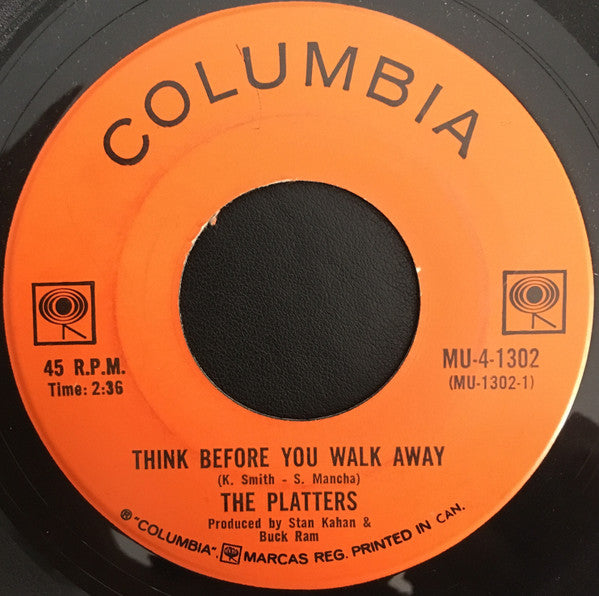 COLUMBIA
45 R.P.M.
Time: 2:36
MU-4-1302
(MU-1302-1)
THINK BEFORE YOU WALK AWAY
(K. Smith - S. Mancha)
THE PLATTERS
Produced by Stan Kahan &
Buck Ram
® "COLUMBIA". MARCAS REG. PRINTED IN CAN.